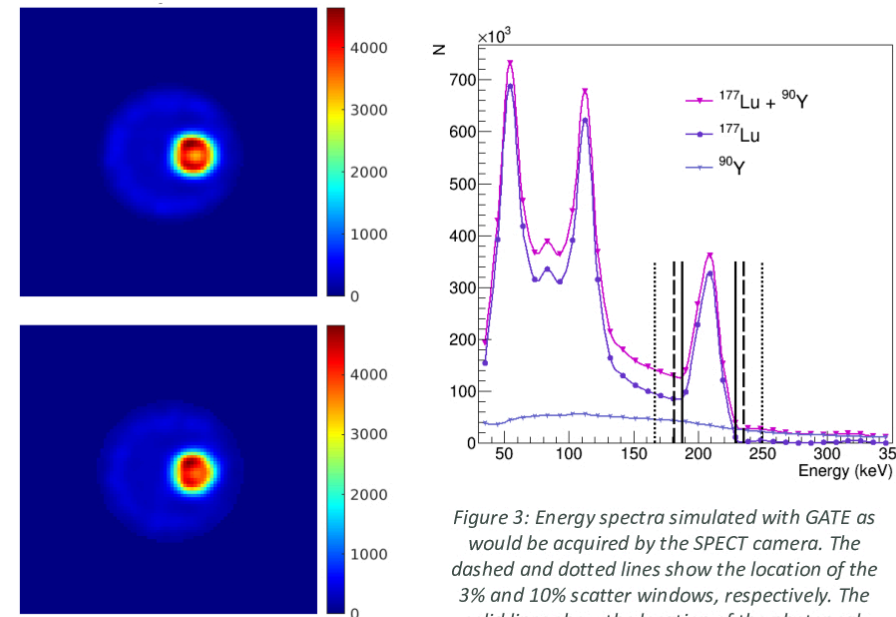 4000
3000
2000
1000
0
4000
3000
2000
1000
0
N
×10³
700
600
500
400
300
200
100
0
¹⁷⁷Lu + ⁹⁰Y
¹⁷⁷Lu
⁹⁰Y
50 100 150 200 250 300 35
Energy (keV)
Figure 3: Energy spectra simulated with GATE as
would be acquired by the SPECT camera. The
dashed and dotted lines show the location of the
3% and 10% scatter windows, respectively. The